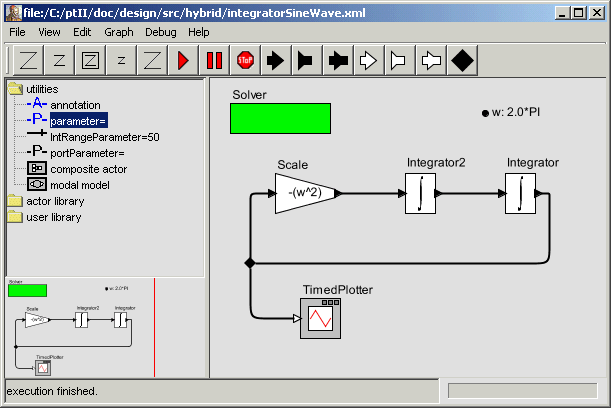 file:/C:/ptII/doc/design/src/hybrid/integratorSineWave.xml
File View Edit Graph Debug Help
Z Z Z z Z STOP
utilities
-A- annotation
-P- parameter=
IntRangeParameter=50
-P- portParameter=
composite actor
modal model
actor library
user library
Solver
w: 2.0*PI
Scale
Integrator2
Integrator
-(w^2)
∫
∫
TimedPlotter
Solver
w: 2.0*PI
Scale
Integrator2
Integrator
-(w^2)
TimedPlotter
execution finished.